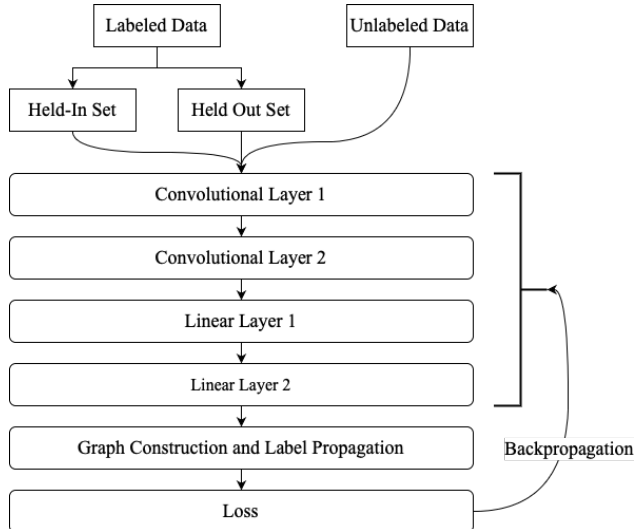 Labeled Data
Unlabeled Data
Held-In Set
Held Out Set
Convolutional Layer 1
Convolutional Layer 2
Linear Layer 1
Linear Layer 2
Graph Construction and Label Propagation
Backpropagation
Loss